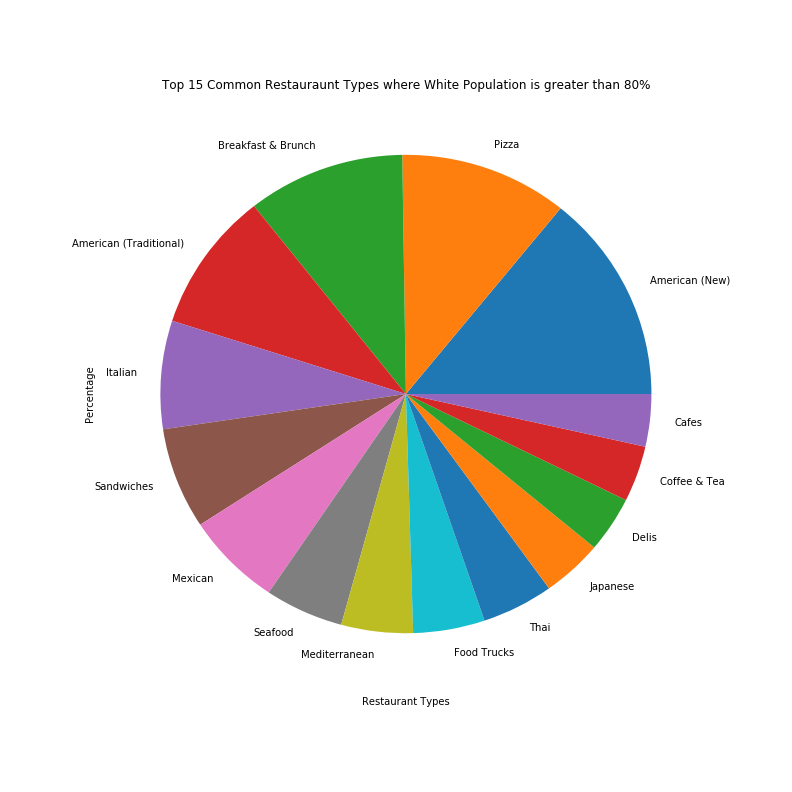 Top 15 Common Restauraunt Types where White Population is greater than 80%
Pizza
Breakfast & Brunch
American (Traditional)
American (New)
Italian
Percentage
Cafes
Sandwiches
Coffee & Tea
Delis
Mexican
Japanese
Seafood
Thai
Mediterranean
Food Trucks
Restaurant Types